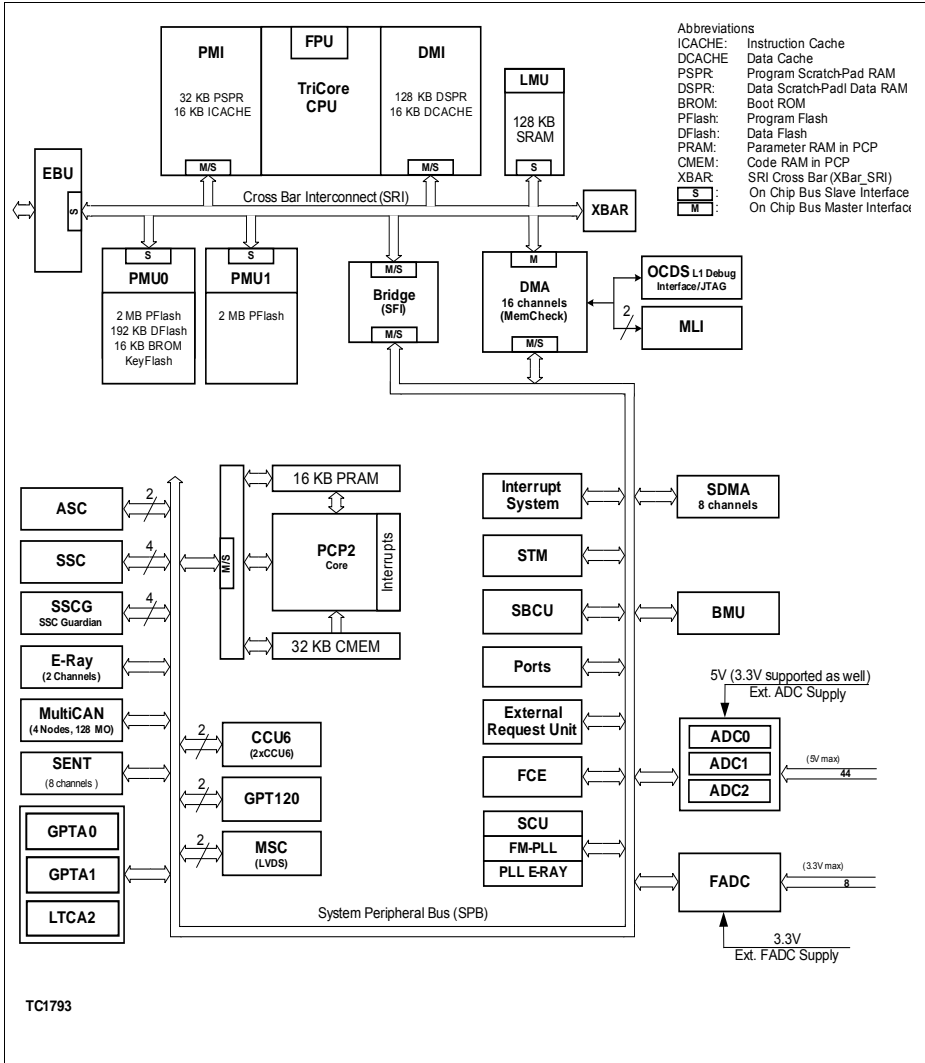 PMI
32 KB PSPR
16 KB ICACHE
M/S
FPU
TriCore
CPU
DMI
128 KB DSPR
16 KB DCACHE
M/S
LMU
128 KB
SRAM
S
Abbreviations
ICACHE: Instruction Cache
DCACHE Data Cache
PSPR: Program Scratch-Pad RAM
DSPR: Data Scratch-Padl Data RAM
BROM: Boot ROM
PFlash: Program Flash
DFlash: Data Flash
PRAM: Parameter RAM in PCP
CMEM: Code RAM in PCP
XBAR: SRI Cross Bar (XBar_SRI)
S : On Chip Bus Slave Interface
M : On Chip Bus Master Interface
EBU
S
Cross Bar Interconnect (SRI)
XBAR
S
PMU0
2 MB PFlash
192 KB DFlash
16 KB BROM
KeyFlash
S
PMU1
2 MB PFlash
M/S
Bridge
(SFI)
M/S
M
DMA
16 channels
(MemCheck)
M/S
OCDS L1 Debug
Interface/JTAG
2
MLI
ASC
2
SSC
4
SSCG
SSC Guardian
4
E-Ray
(2 Channels)
MultiCAN
(4 Nodes, 128 MO)
SENT
(8 channels )
GPTA0
GPTA1
LTCA2
M/S
16 KB PRAM
PCP2
Core
Interrupts
32 KB CMEM
2
CCU6
(2xCCU6)
2
GPT120
2
MSC
(LVDS)
Interrupt
System
STM
SBCU
Ports
External
Request Unit
FCE
SCU
FM-PLL
PLL E-RAY
SDMA
8 channels
BMU
5V (3.3V supported as well)
Ext. ADC Supply
ADC0
ADC1
ADC2
(5V max)
44
FADC
(3.3V max)
8
3.3V
Ext. FADC Supply
System Peripheral Bus (SPB)
TC1793